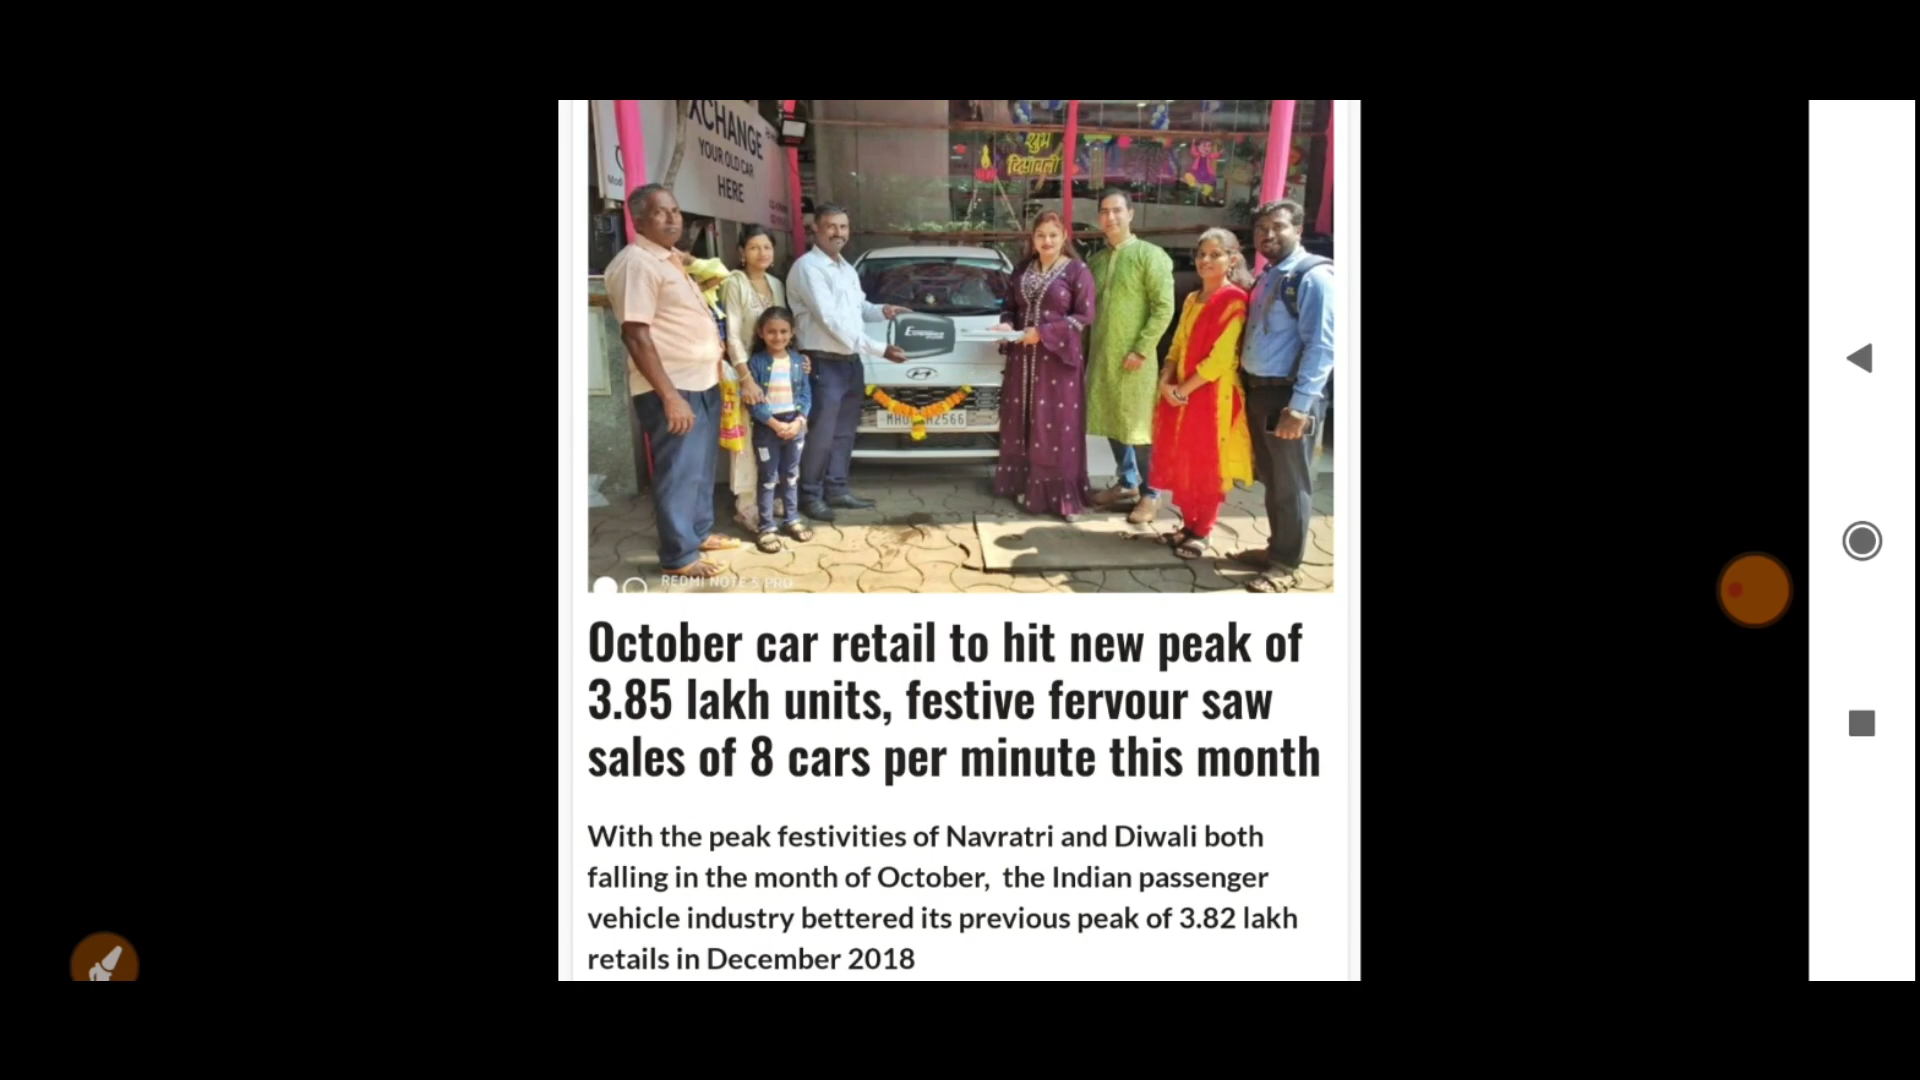 XCHANGE
YOUR OLD CAR
HERE
शुभ
दिपावली
REDMI NOTE 5 PRO
October car retail to hit new peak of
3.85 lakh units, festive fervour saw
sales of 8 cars per minute this month
With the peak festivities of Navratri and Diwali both
falling in the month of October, the Indian passenger
vehicle industry bettered its previous peak of 3.82 lakh
retails in December 2018